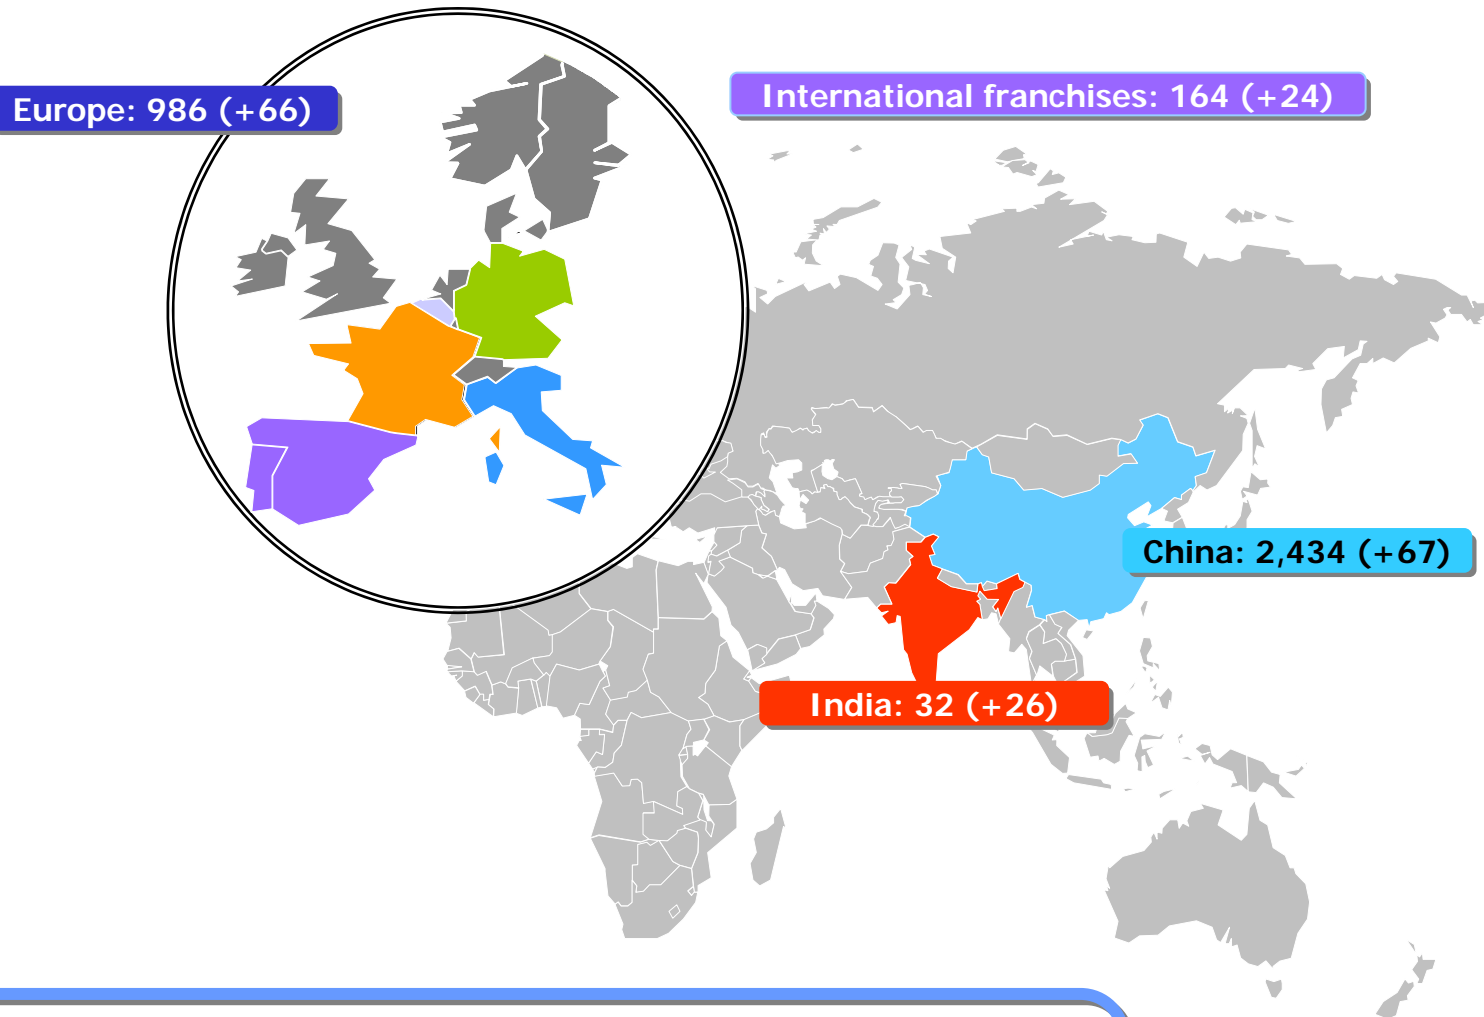 Europe: 986 (+66)
International franchises: 164 (+24)
China: 2,434 (+67)
India: 32 (+26)